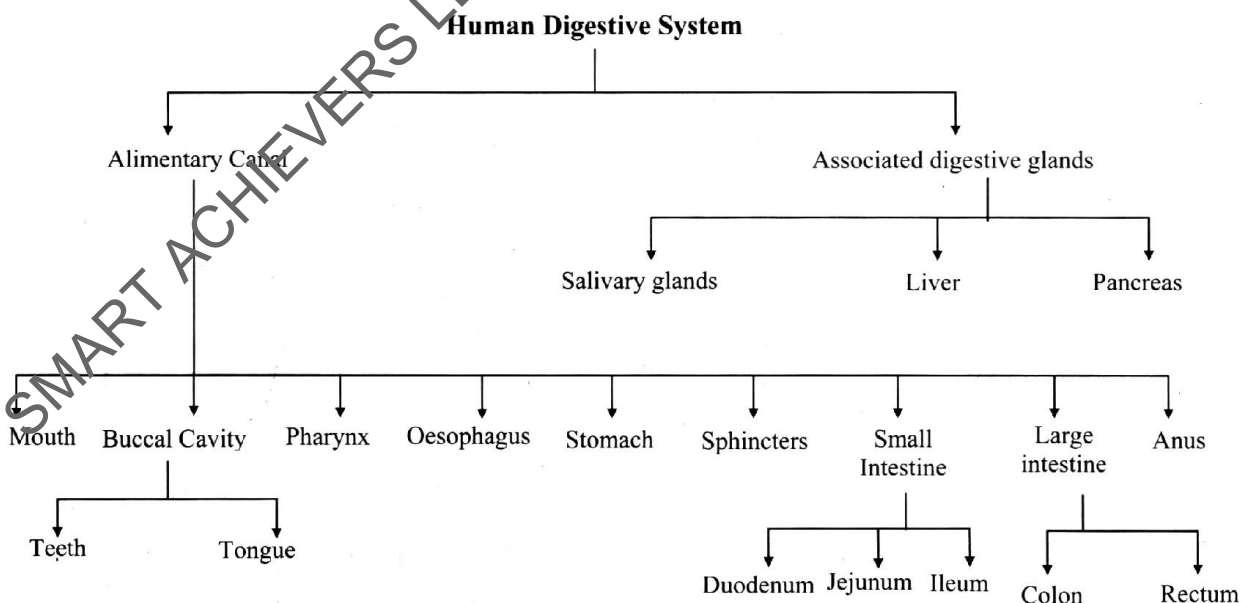 Human Digestive System
SMART ACHIEVERS
Alimentary Canal
Associated digestive glands
Salivary glands
Liver
Pancreas
Mouth
Buccal Cavity
Pharynx
Oesophagus
Stomach
Sphincters
Small
Intestine
Large
intestine
Anus
Teeth
Tongue
Duodenum
Jejunum
Ileum
Colon
Rectum